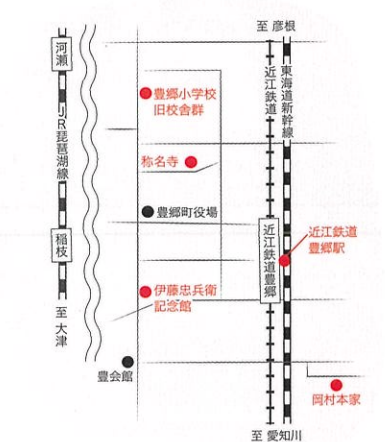 至 彦根
河瀬
JR琵琶湖線
近江鉄道
東海道新幹線
豊郷小学校
旧校舎群
称名寺
豊郷町役場
稲枝
近江鉄道豊郷
近江鉄道
豊郷駅
伊藤忠兵衛
記念館
至 大津
豊会館
岡村本家
至 愛知川